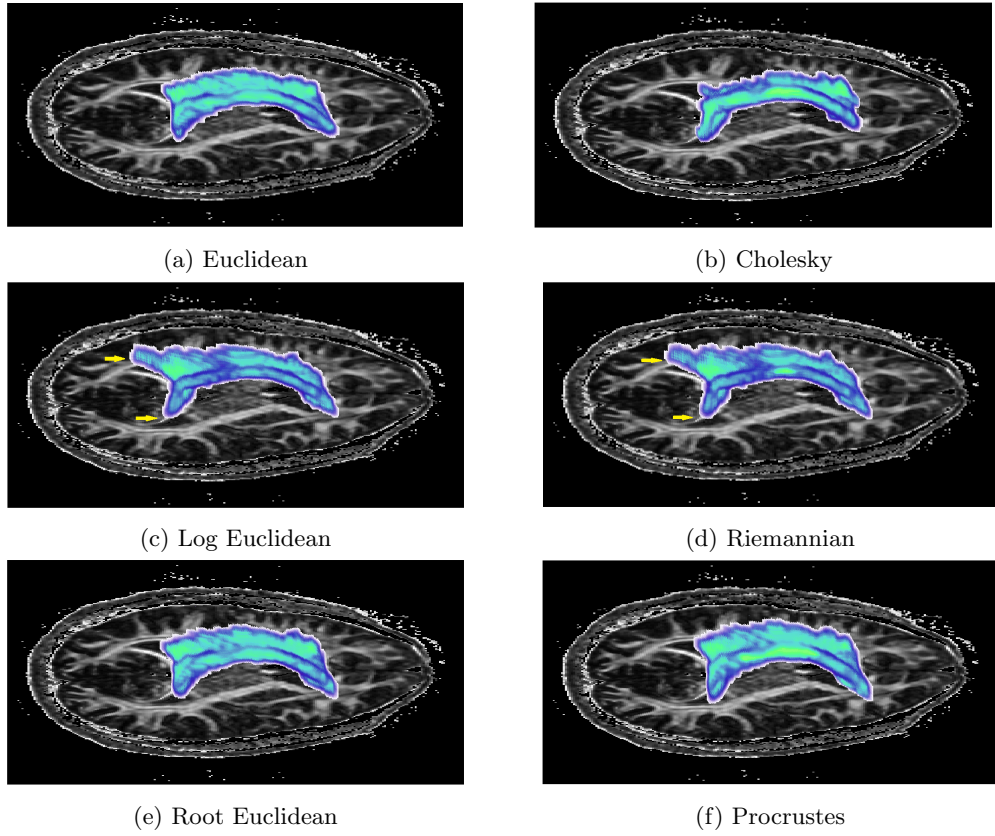 (a) Euclidean
(b) Cholesky
(c) Log Euclidean
(d) Riemannian
(e) Root Euclidean
(f) Procrustes